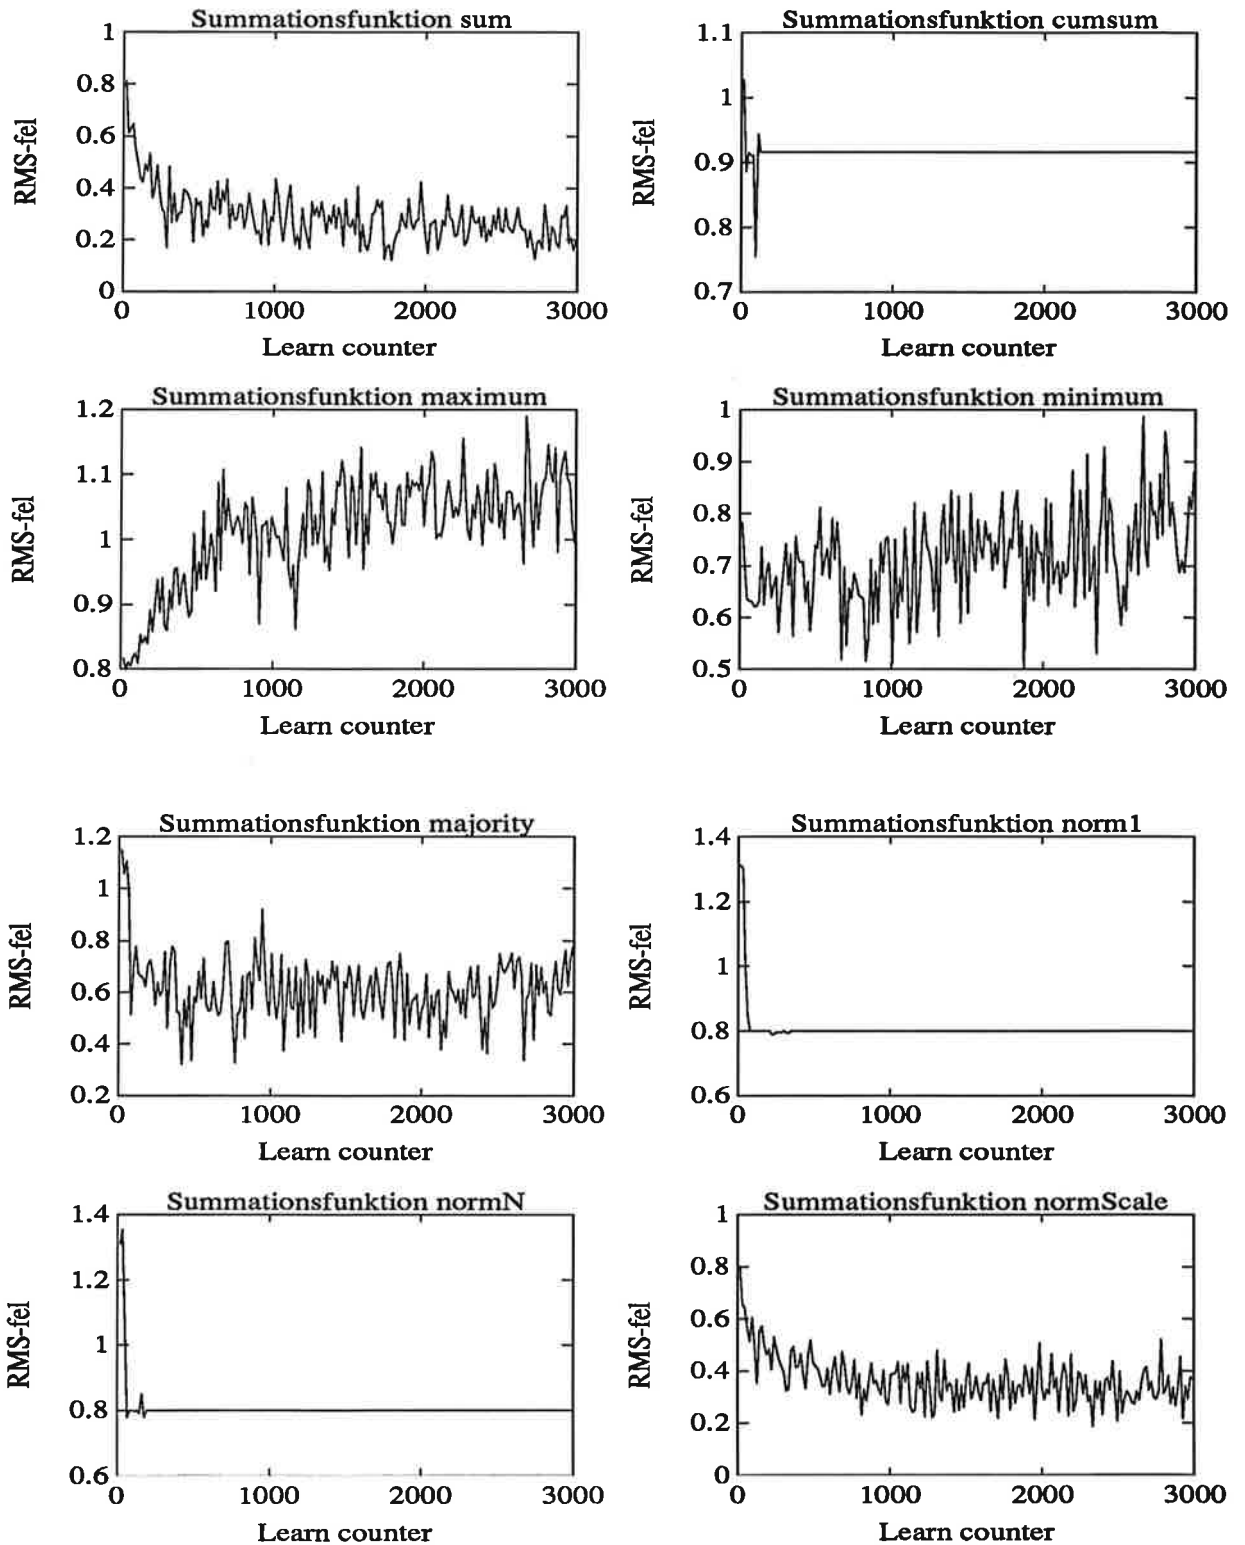 Summationsfunktion sum
1
0.8
0.6
0.4
0.2
0
RMS-fel
0 1000 2000 3000
Learn counter
Summationsfunktion cumsum
1.1
1
0.9
0.8
0.7
RMS-fel
0 1000 2000 3000
Learn counter
Summationsfunktion maximum
1.2
1.1
1
0.9
0.8
RMS-fel
0 1000 2000 3000
Learn counter
Summationsfunktion minimum
1
0.9
0.8
0.7
0.6
0.5
RMS-fel
0 1000 2000 3000
Learn counter
Summationsfunktion majority
1.2
1
0.8
0.6
0.4
0.2
RMS-fel
0 1000 2000 3000
Learn counter
Summationsfunktion norm1
1.4
1.2
1
0.8
0.6
RMS-fel
0 1000 2000 3000
Learn counter
Summationsfunktion normN
1.4
1.2
1
0.8
0.6
RMS-fel
0 1000 2000 3000
Learn counter
Summationsfunktion normScale
1
0.8
0.6
0.4
0.2
0
RMS-fel
0 1000 2000 3000
Learn counter